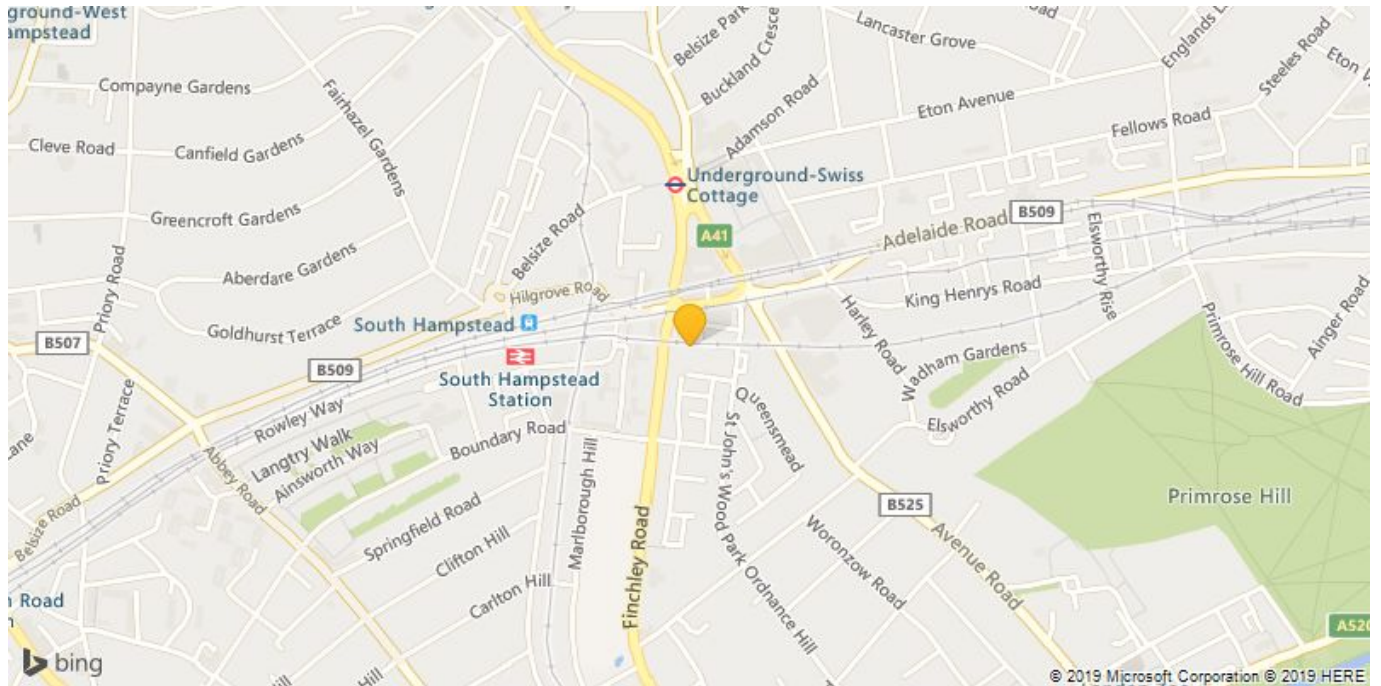 ground-West
ampstead
Compayne Gardens
Cleve Road
Canfield Gardens
Fairhazel Gardens
Greencroft Gardens
Aberdare Gardens
Goldhurst Terrace
Priory Road
Priory Terrace
B507
B509
Belsize Road
Hilgrove Road
South Hampstead
South Hampstead
Station
Rowley Way
Langtry Walk
Ainsworth Way
Abbey Road
Belsize Road
Boundary Road
Springfield Road
Clifton Hill
Carlton Hill
Marlborough Hill
Finchley Road
Belsize Park
Buckland Cresce
Lancaster Grove
Road
Englands L
Steeles Road
Eton
Adamson Road
Eton Avenue
Fellows Road
Underground-Swiss
Cottage
A41
Adelaide Road
B509
Elsworthy Rise
King Henrys Road
Harley Road
Wadham Gardens
Elsworthy Road
Primrose Hill Road
Ainger Road
Queensmead
St John's Wood Park
Ordnance Hill
Woronzow Road
B525
Avenue Road
Primrose Hill
A520
Road
bing
© 2019 Microsoft Corporation © 2019 HERE